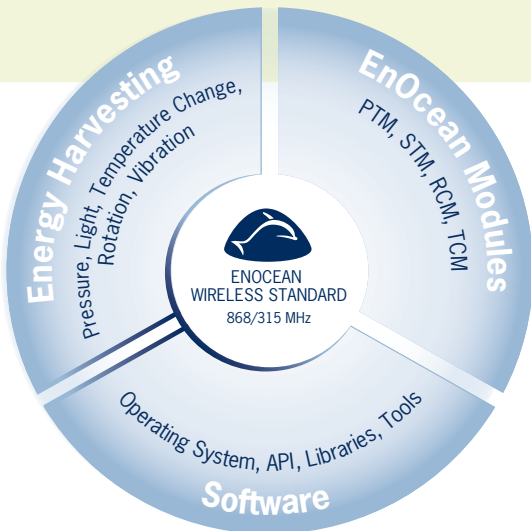 Energy Harvesting
Pressure, Light, Temperature Change,
Rotation, Vibration
EnOcean Modules
PTM, STM, RCM, TCM
ENOCEAN
WIRELESS STANDARD
868/315 MHz
Operating System, API, Libraries, Tools
Software